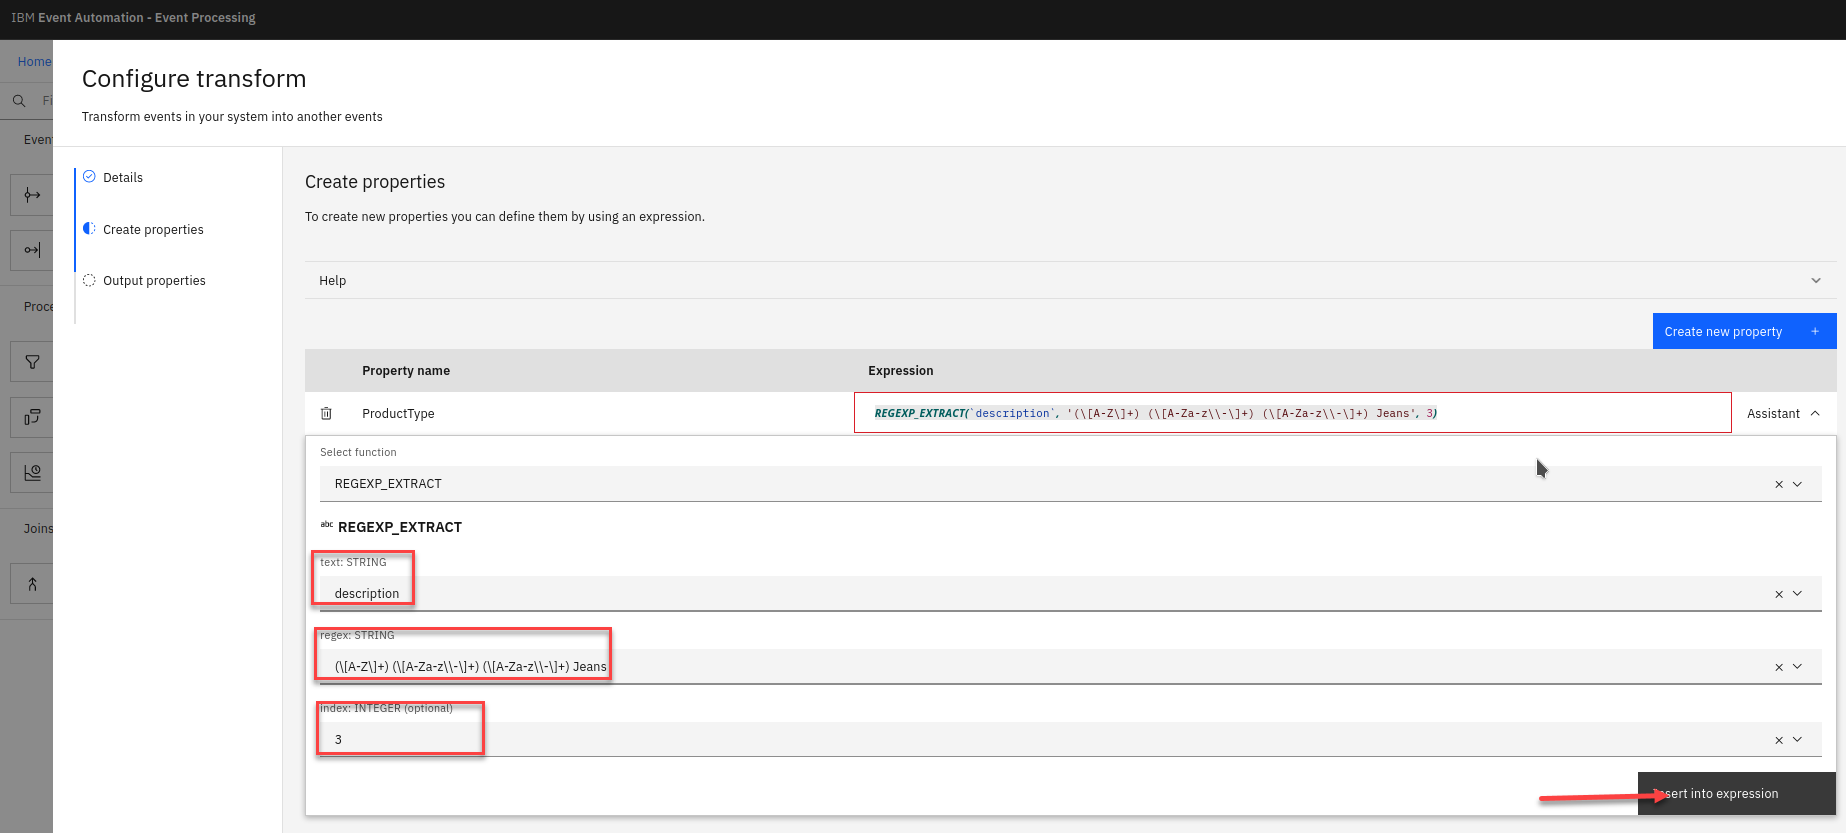 IBM Event Automation - Event Processing
Home
Configure transform
Fi
Transform events in your system into another events
Even
Details
Create properties
Create properties
To create new properties you can define them by using an expression.
Output properties
Help
Proce
Create new property +
Property name Expression
ProductType REGEXP_EXTRACT(`description`, '(\[A-Z\]+) (\[A-Za-z\\-\]+) (\[A-Za-z\\-\]+) Jeans', 3) Assistant
Select function
REGEXP_EXTRACT
Joins
abc REGEXP_EXTRACT
text: STRING
description
regex: STRING
(\[A-Z\]+) (\[A-Za-z\\-\]+) (\[A-Za-z\\-\]+) Jeans
index: INTEGER (optional)
3
Insert into expression